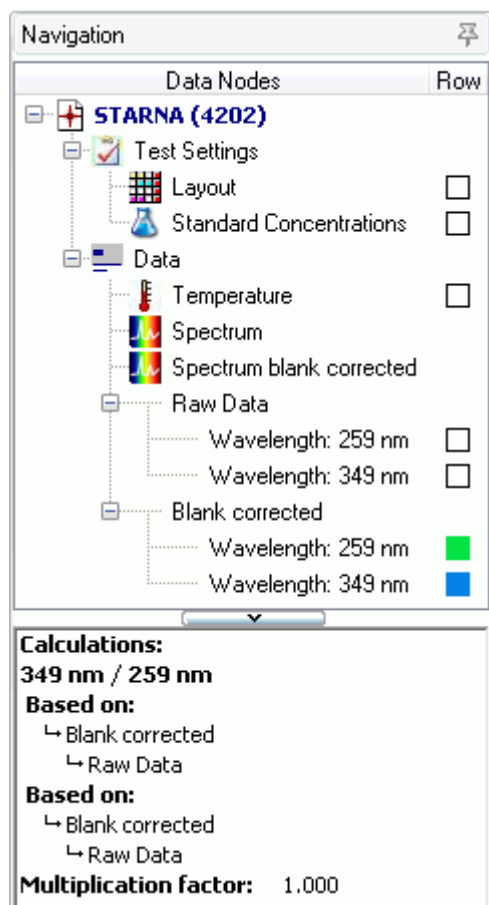 Navigation
Data Nodes Row
STARNA (4202)
Test Settings
Layout
Standard Concentrations
Data
Temperature
Spectrum
Spectrum blank corrected
Raw Data
Wavelength: 259 nm
Wavelength: 349 nm
Blank corrected
Wavelength: 259 nm
Wavelength: 349 nm
Calculations:
349 nm / 259 nm
Based on:
↳ Blank corrected
↳ Raw Data
Based on:
↳ Blank corrected
↳ Raw Data
Multiplication factor: 1.000